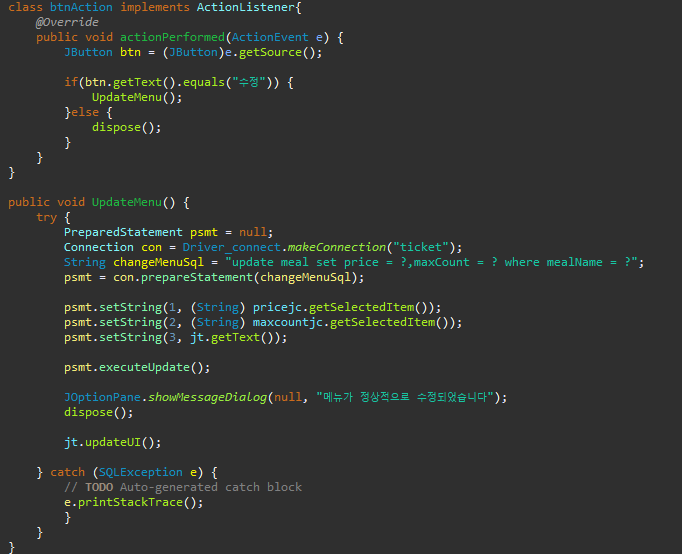 class btnAction implements ActionListener{
    @Override
    public void actionPerformed(ActionEvent e) {
        JButton btn = (JButton)e.getSource();

        if(btn.getText().equals("수정")) {
            UpdateMenu();
        }else {
            dispose();
        }
    }
}

public void UpdateMenu() {
    try {
        PreparedStatement psmt = null;
        Connection con = Driver_connect.makeConnection("ticket");
        String changeMenuSql = "update meal set price = ?,maxCount = ? where mealName = ?";
        psmt = con.prepareStatement(changeMenuSql);

        psmt.setString(1, (String) pricejc.getSelectedItem());
        psmt.setString(2, (String) maxcountjc.getSelectedItem());
        psmt.setString(3, jt.getText());

        psmt.executeUpdate();

        JOptionPane.showMessageDialog(null, "메뉴가 정상적으로 수정되었습니다");
        dispose();

        jt.updateUI();

    } catch (SQLException e) {
        // TODO Auto-generated catch block
        e.printStackTrace();
        }
    }
}